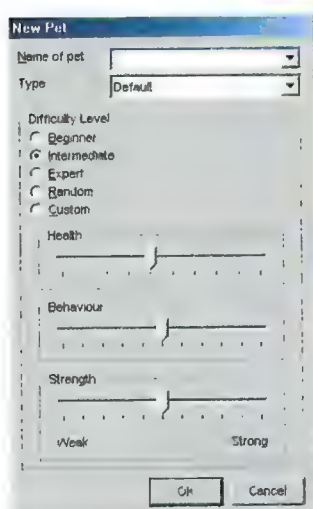 New Pet
Name of pet
Type Default
Difficulty Level
Beginner
Intermediate
Expert
Random
Custom
Health
Behaviour
Strength
Weak Strong
Ok Cancel